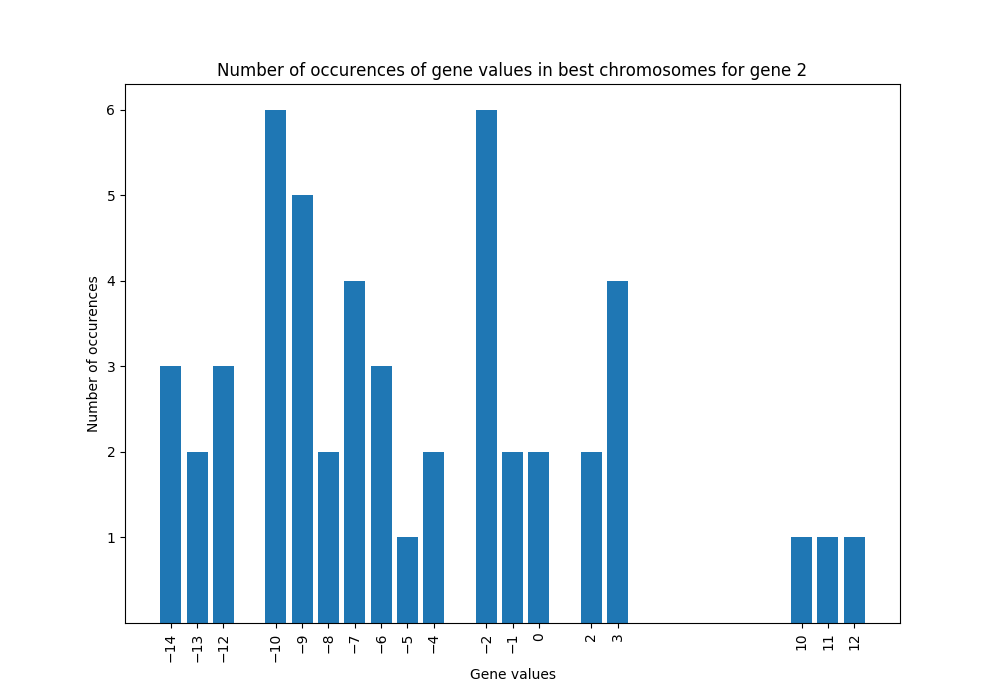 Number of occurences of gene values in best chromosomes for gene 2
Number of occurences
6
5
4
3
2
1
−14 −13 −12 −10 −9 −8 −7 −6 −5 −4 −2 −1 0 2 3 10 11 12
Gene values